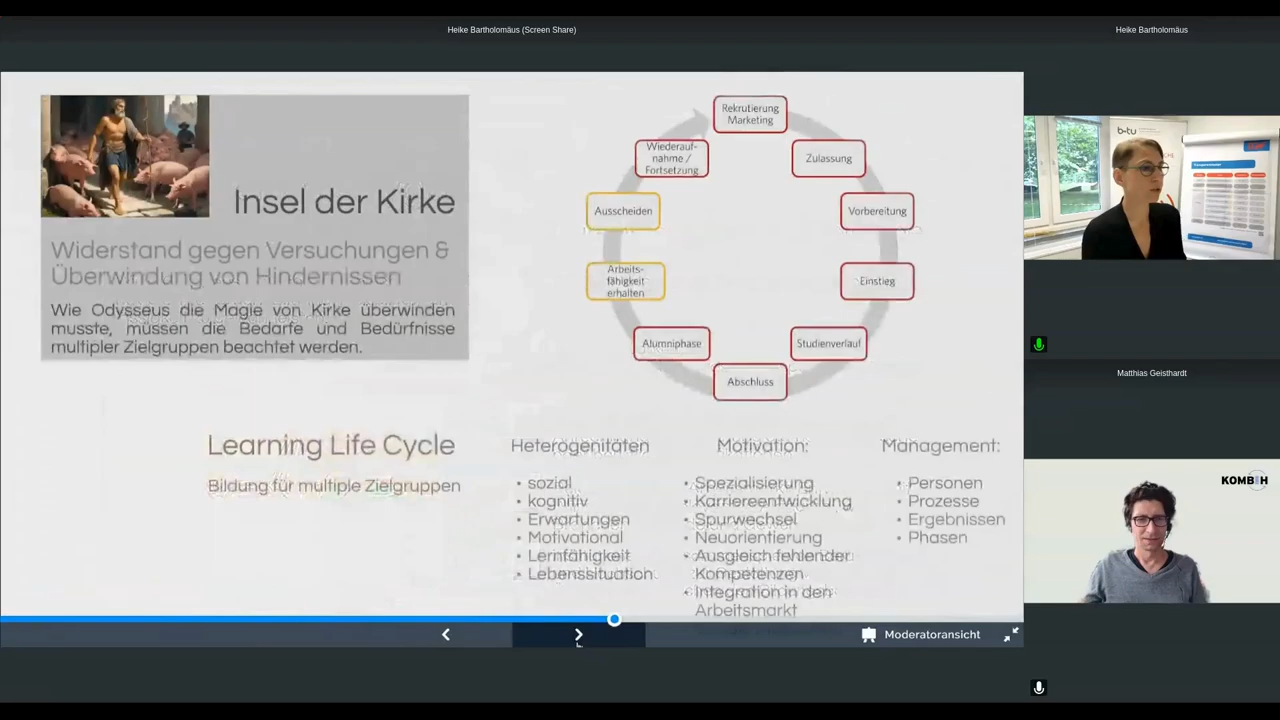 Heike Bartholomäus (Screen Share)
Heike Bartholomäus
Insel der Kirke
Widerstand gegen Versuchungen &
Überwindung von Hindernissen
Wie Odysseus die Magie von Kirke überwinden
musste, müssen die Bedarfe und Bedürfnisse
multipler Zielgruppen beachtet werden.
Rekrutierung
Marketing
Zulassung
Vorbereitung
Einstieg
Studienverlauf
Abschluss
Alumniphase
Arbeits-
fähigkeit
erhalten
Ausscheiden
Wiederauf-
nahme /
Fortsetzung
Learning Life Cycle
Bildung für multiple Zielgruppen
Heterogenitäten
• sozial
• kognitiv
• Erwartungen
• Motivational
• Lernfähigkeit
• Lebenssituation
Motivation:
• Spezialisierung
• Karriereentwicklung
• Spurwechsel
• Neuorientierung
• Ausgleich fehlender
Kompetenzen
• Integration in den
Arbeitsmarkt
Management:
• Personen
• Prozesse
• Ergebnissen
• Phasen
Moderatoransicht
b-tu
Matthias Geisthardt
KOMBiH